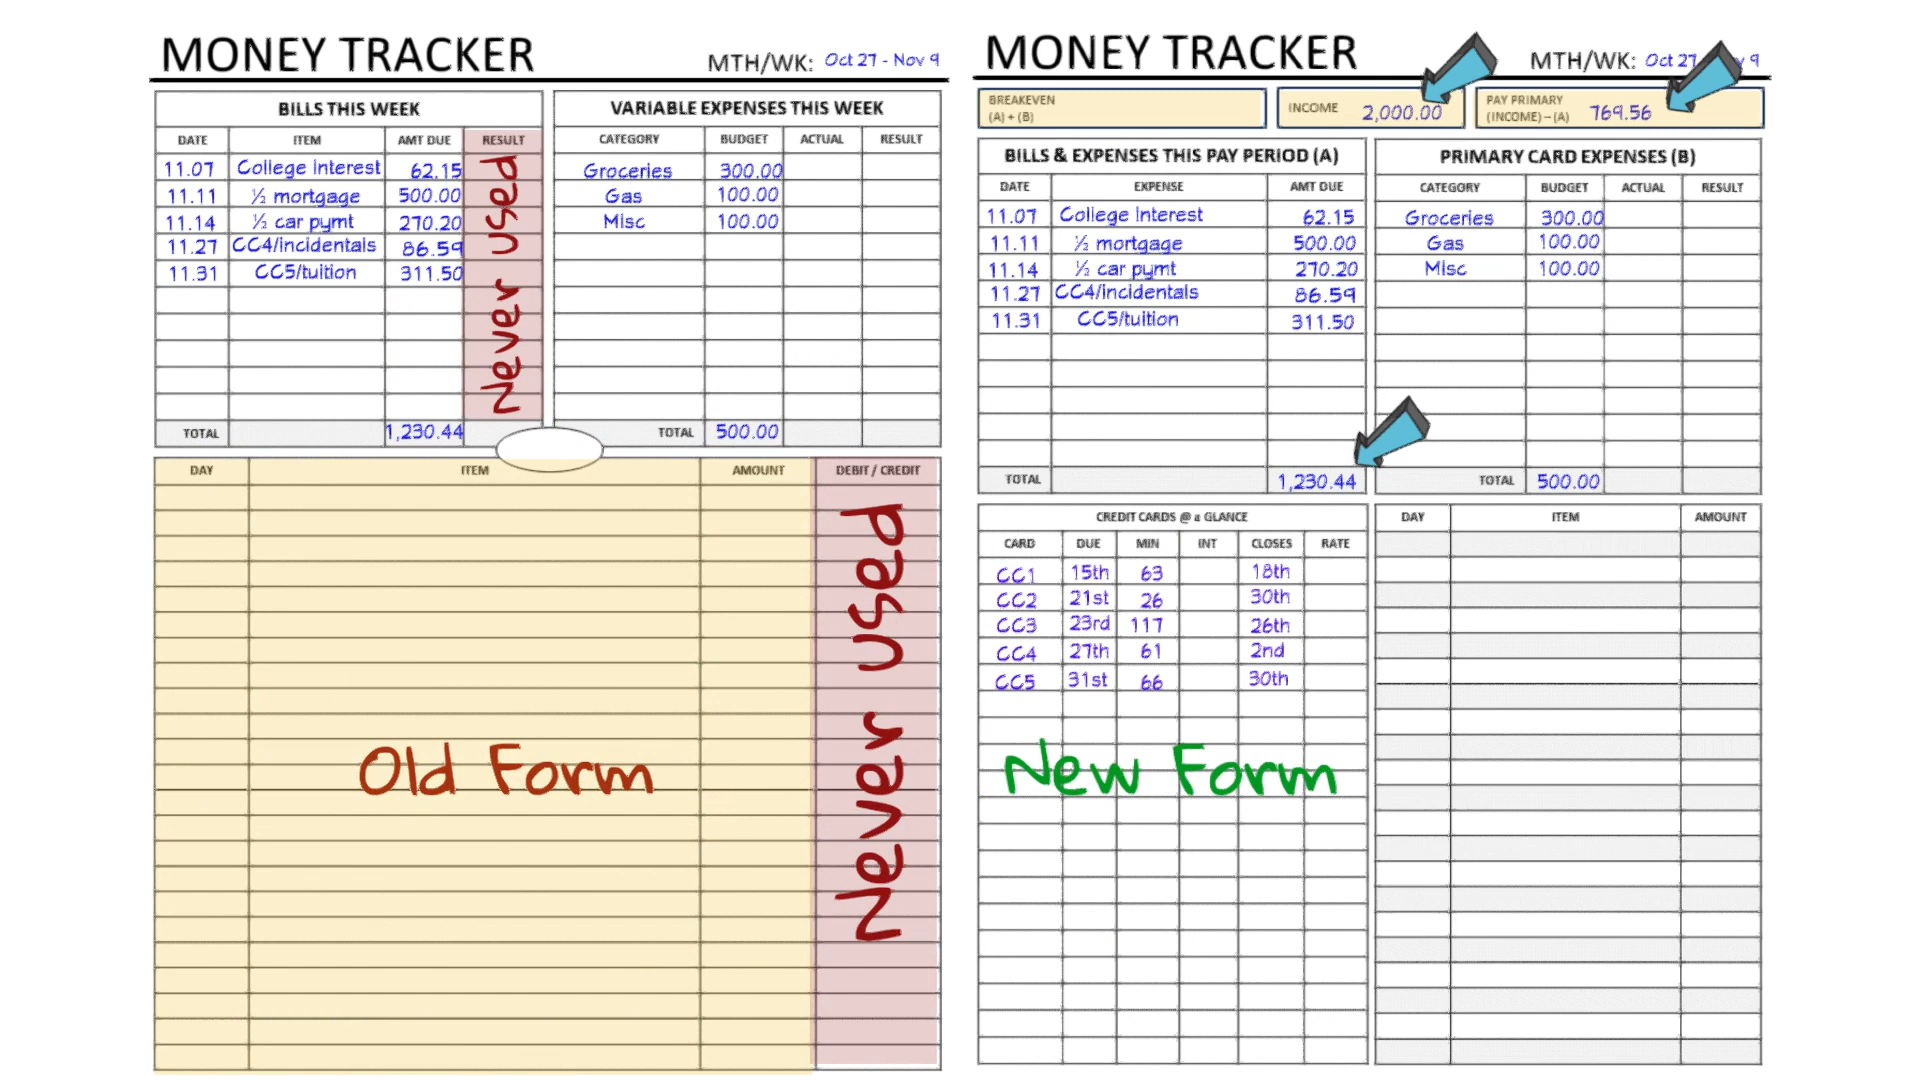 MONEY TRACKER
MTH/WK: Oct 27 - Nov 9
BILLS THIS WEEK
DATE ITEM AMT DUE RESULT
11.07 College Interest 62.15
11.11 ½ mortgage 500.00
11.14 ½ car pymt 270.20
11.27 CC4/incidentals 86.59
11.31 CC5/tuition 311.50
Never used
TOTAL 1,230.44
VARIABLE EXPENSES THIS WEEK
CATEGORY BUDGET ACTUAL RESULT
Groceries 300.00
Gas 100.00
Misc 100.00
TOTAL 500.00
DAY ITEM AMOUNT DEBIT / CREDIT
Old Form
Never used
MONEY TRACKER
MTH/WK: Oct 27 9
BREAKEVEN
(A) + (B)
INCOME 2,000.00
PAY PRIMARY
(INCOME) – (A) 769.56
BILLS & EXPENSES THIS PAY PERIOD (A)
DATE EXPENSE AMT DUE
11.07 College Interest 62.15
11.11 ½ mortgage 500.00
11.14 ½ car pymt 270.20
11.27 CC4/incidentals 86.59
11.31 CC5/tuition 311.50
TOTAL 1,230.44
PRIMARY CARD EXPENSES (B)
CATEGORY BUDGET ACTUAL RESULT
Groceries 300.00
Gas 100.00
Misc 100.00
TOTAL 500.00
CREDIT CARDS @ a GLANCE
CARD DUE MIN INT CLOSES RATE
CC1 15th 63 18th
CC2 21st 26 30th
CC3 23rd 117 26th
CC4 27th 61 2nd
CC5 31st 66 30th
New Form
DAY ITEM AMOUNT